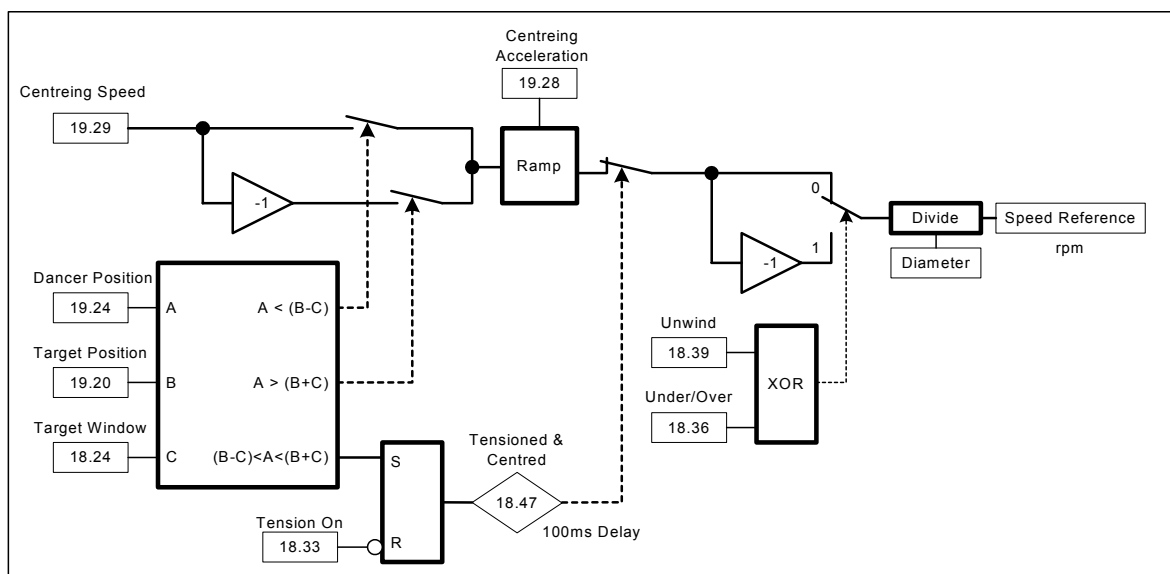 Centreing
Acceleration
19.28
Centreing Speed
19.29
Ramp
-1
0
1
-1
Divide
Speed Reference
rpm
Diameter
Dancer Position
19.24
A
A < (B-C)
Target Position
19.20
B
A > (B+C)
Target Window
18.24
C
(B-C)<A<(B+C)
Unwind
18.39
XOR
Under/Over
18.36
S
R
Tensioned &
Centred
18.47
100ms Delay
Tension On
18.33